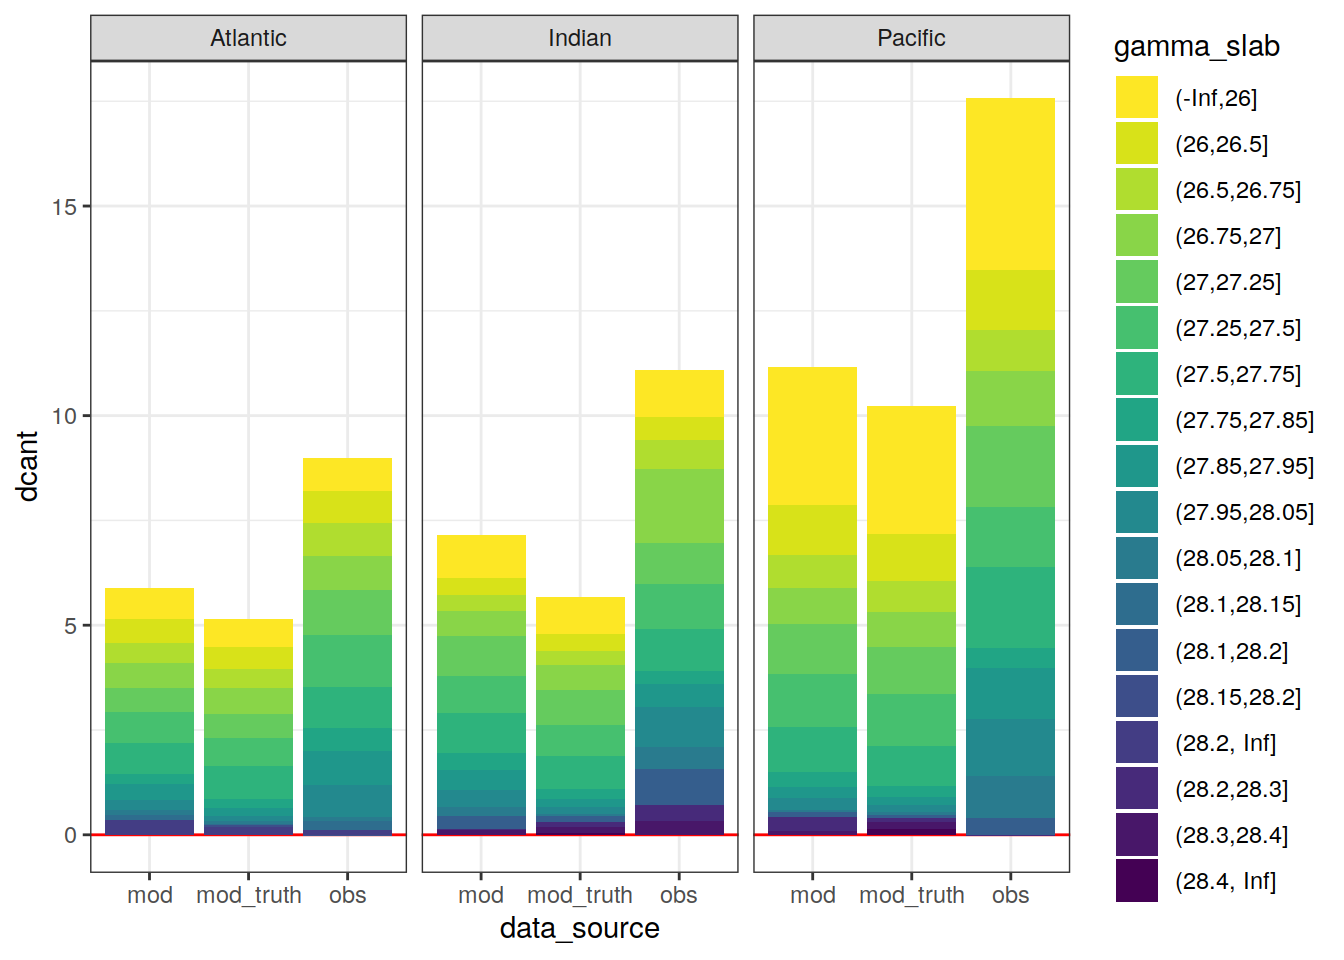 Atlantic
Indian
Pacific
15
10
5
0
dcant
mod
mod_truth
obs
mod
mod_truth
obs
mod
mod_truth
obs
data_source
gamma_slab
(-Inf,26]
(26,26.5]
(26.5,26.75]
(26.75,27]
(27,27.25]
(27.25,27.5]
(27.5,27.75]
(27.75,27.85]
(27.85,27.95]
(27.95,28.05]
(28.05,28.1]
(28.1,28.15]
(28.1,28.2]
(28.15,28.2]
(28.2, Inf]
(28.2,28.3]
(28.3,28.4]
(28.4, Inf]